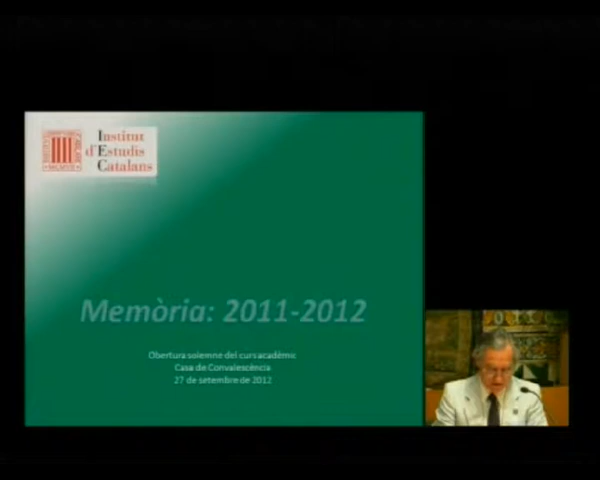 Institut
d'Estudis
Catalans
Memòria: 2011-2012
Obertura solemne del curs acadèmic
Casa de Convalescència
27 de setembre de 2012